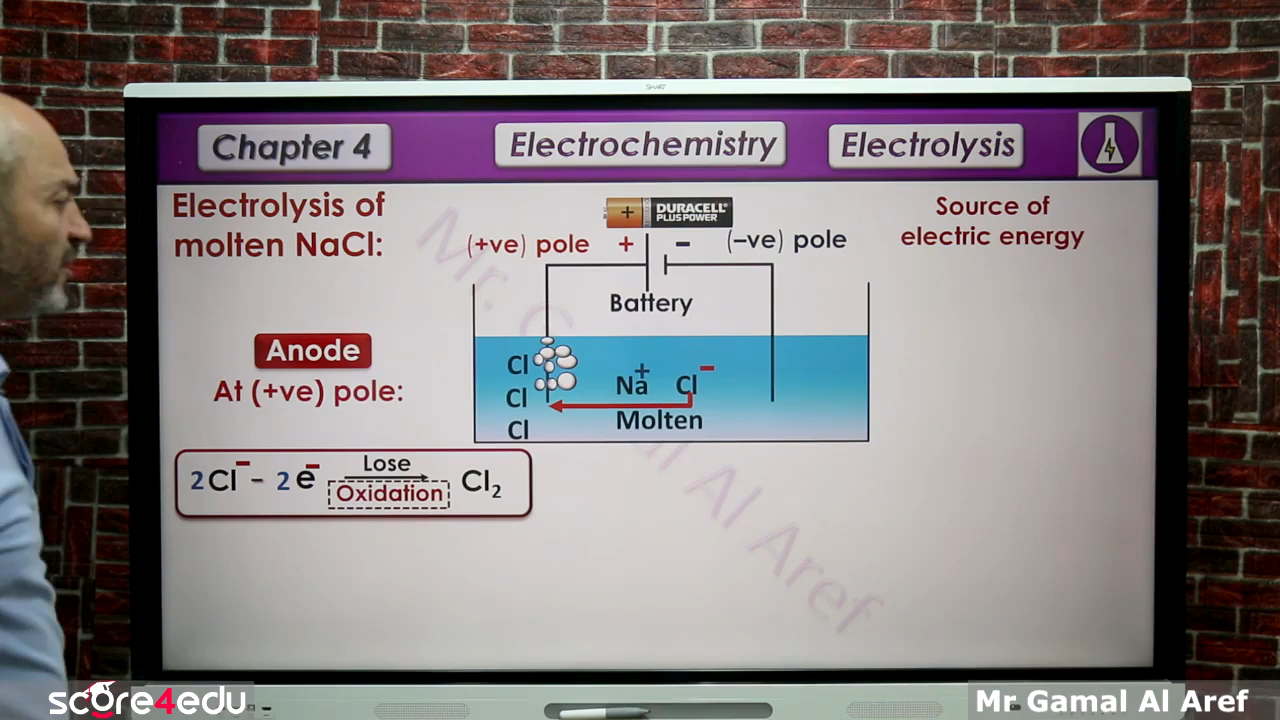 SMART
Chapter 4
Electrochemistry
Electrolysis
Electrolysis of
molten NaCl:
+ DURACELL®
PLUS POWER
(+ve) pole + – (–ve) pole
Battery
Source of
electric energy
Anode
At (+ve) pole:
Cl
Cl
Cl
Na⁺ Cl⁻
Molten
2Cl⁻ - 2e⁻ Lose Oxidation Cl₂
Mr. G l Al Aref
score4edu
Mr Gamal Al Aref